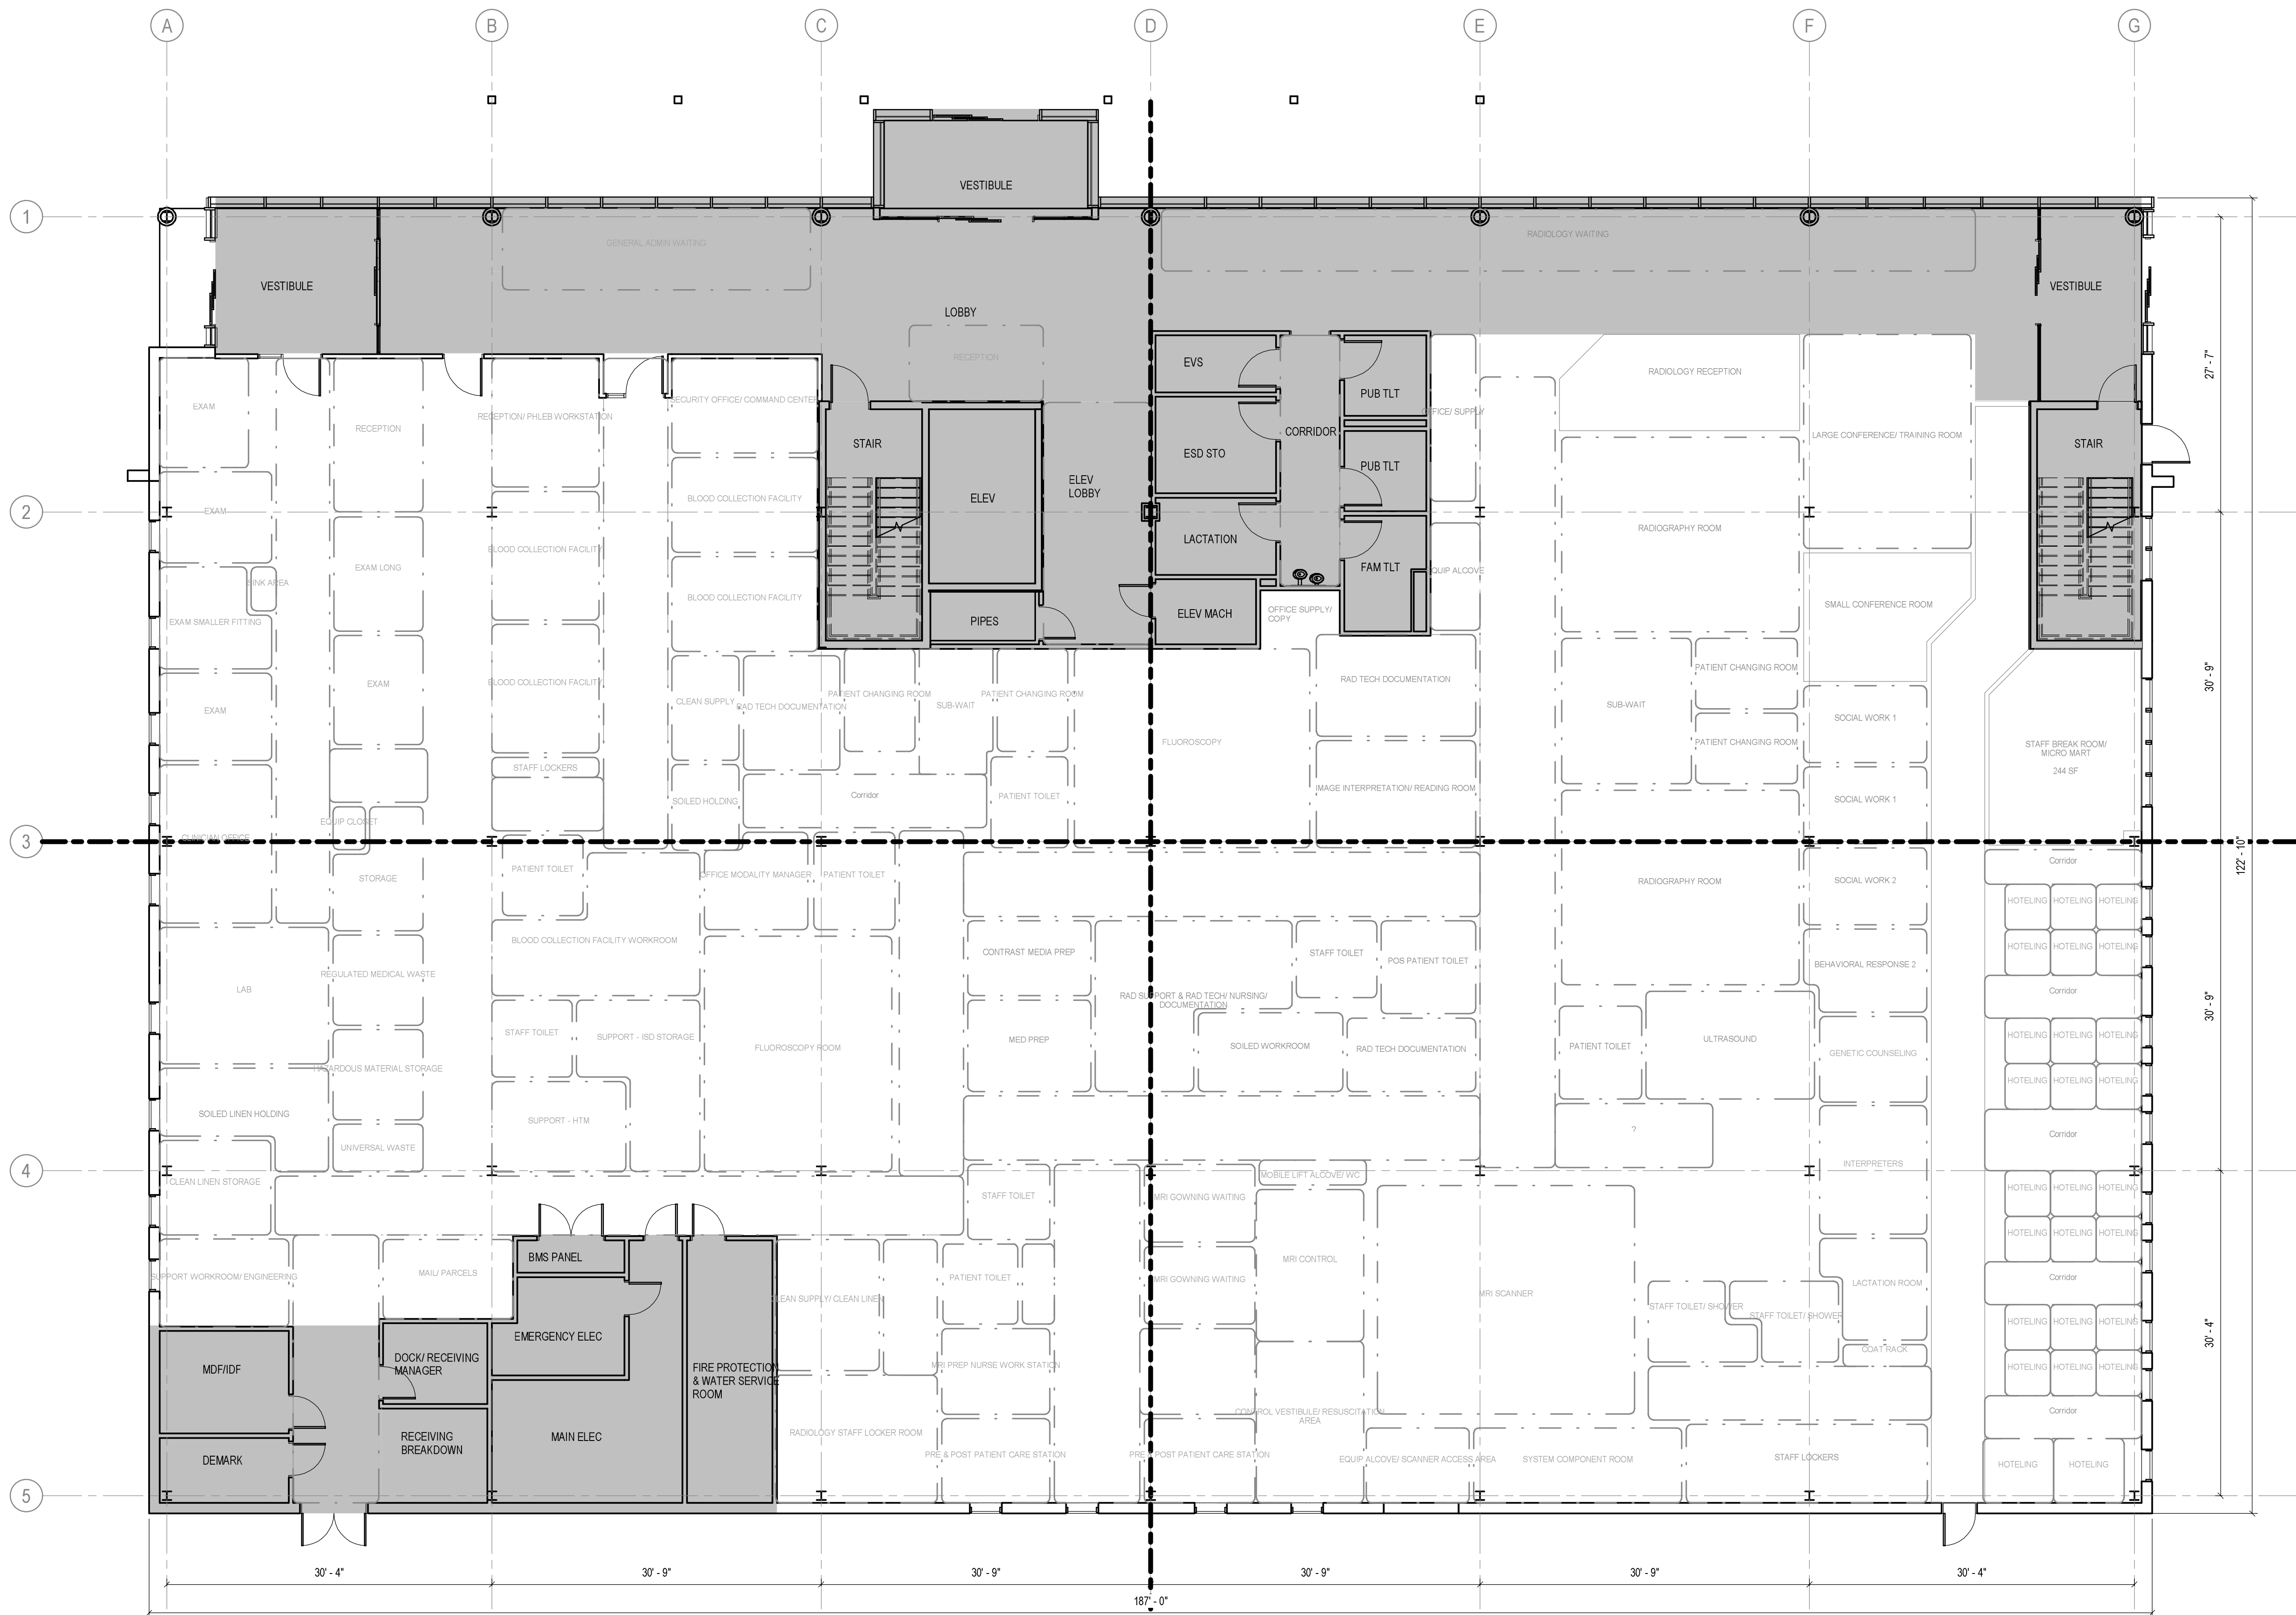 A
B
C
D
E
F
G
VESTIBULE
1
GENERAL ADMIN WAITING
RADIOLOGY WAITING
VESTIBULE
VESTIBULE
LOBBY
RECEPTION
EVS
RADIOLOGY RECEPTION
27' - 7"
EXAM
RECEPTION
RECEPTION/ PHLEB WORKSTATION
SECURITY OFFICE/ COMMAND CENTER
PUB TLT
OFFICE/ SUPPLY
STAIR
CORRIDOR
LARGE CONFERENCE/ TRAINING ROOM
STAIR
ESD STO
PUB TLT
ELEV
LOBBY
ELEV
BLOOD COLLECTION FACILITY
2
EXAM
RADIOGRAPHY ROOM
LACTATION
BLOOD COLLECTION FACILITY
EXAM LONG
FAM TLT
EQUIP ALCOVE
SINK AREA
BLOOD COLLECTION FACILITY
SMALL CONFERENCE ROOM
EXAM SMALLER FITTING
PIPES
ELEV MACH
OFFICE SUPPLY/
COPY
30' - 9"
EXAM
BLOOD COLLECTION FACILITY
PATIENT CHANGING ROOM
RAD TECH DOCUMENTATION
CLEAN SUPPLY
RAD TECH DOCUMENTATION
PATIENT CHANGING ROOM
SUB-WAIT
PATIENT CHANGING ROOM
SUB-WAIT
EXAM
SOCIAL WORK 1
FLUOROSCOPY
PATIENT CHANGING ROOM
STAFF BREAK ROOM/
MICRO MART
244 SF
STAFF LOCKERS
SOILED HOLDING
Corridor
PATIENT TOILET
IMAGE INTERPRETATION/ READING ROOM
SOCIAL WORK 1
EQUIP CLOSET
3
CLINICIAN OFFICE
122' - 10"
Corridor
PATIENT TOILET
OFFICE MODALITY MANAGER
PATIENT TOILET
STORAGE
RADIOGRAPHY ROOM
SOCIAL WORK 2
HOTELING HOTELING HOTELING
BLOOD COLLECTION FACILITY WORKROOM
HOTELING HOTELING HOTELING
CONTRAST MEDIA PREP
STAFF TOILET
POS PATIENT TOILET
BEHAVIORAL RESPONSE 2
REGULATED MEDICAL WASTE
LAB
RAD SUPPORT & RAD TECH/ NURSING/
DOCUMENTATION
Corridor
30' - 9"
STAFF TOILET
SUPPORT - ISD STORAGE
HOTELING HOTELING HOTELING
FLUOROSCOPY ROOM
MED PREP
SOILED WORKROOM
RAD TECH DOCUMENTATION
PATIENT TOILET
ULTRASOUND
GENETIC COUNSELING
HAZARDOUS MATERIAL STORAGE
HOTELING HOTELING HOTELING
SOILED LINEN HOLDING
SUPPORT - HTM
?
Corridor
UNIVERSAL WASTE
INTERPRETERS
4
CLEAN LINEN STORAGE
MOBILE LIFT ALCOVE/ WC
HOTELING HOTELING HOTELING
STAFF TOILET
MRI GOWNING WAITING
HOTELING HOTELING HOTELING
BMS PANEL
MRI CONTROL
SUPPORT WORKROOM/ ENGINEERING
MAIL/ PARCELS
PATIENT TOILET
MRI GOWNING WAITING
LACTATION ROOM
Corridor
CLEAN SUPPLY/ CLEAN LINEN
MRI SCANNER
STAFF TOILET/ SHOWER
STAFF TOILET/ SHOWER
HOTELING HOTELING HOTELING
30' - 4"
EMERGENCY ELEC
COAT RACK
MDF/IDF
DOCK/ RECEIVING
MANAGER
FIRE PROTECTION
& WATER SERVICE
ROOM
MRI PREP NURSE WORK STATION
HOTELING HOTELING HOTELING
CONTROL VESTIBULE/ RESUSCITATION
AREA
Corridor
RECEIVING
BREAKDOWN
MAIN ELEC
RADIOLOGY STAFF LOCKER ROOM
DEMARK
PRE & POST PATIENT CARE STATION
PRE & POST PATIENT CARE STATION
EQUIP ALCOVE/ SCANNER ACCESS AREA
SYSTEM COMPONENT ROOM
STAFF LOCKERS
HOTELING HOTELING
5
30' - 4"
30' - 9"
30' - 9"
30' - 9"
30' - 9"
30' - 4"
187' - 0"